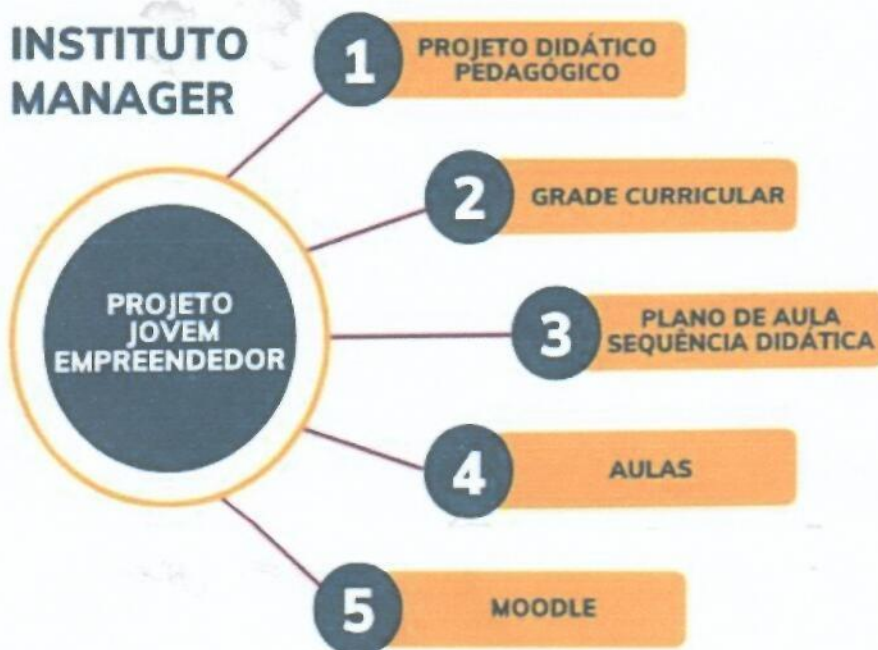 INSTITUTO
MANAGER
1
PROJETO DIDÁTICO
PEDAGÓGICO
2
GRADE CURRICULAR
PROJETO
JOVEM
EMPREENDEDOR
3
PLANO DE AULA
SEQUÊNCIA DIDÁTICA
4
AULAS
5
MOODLE